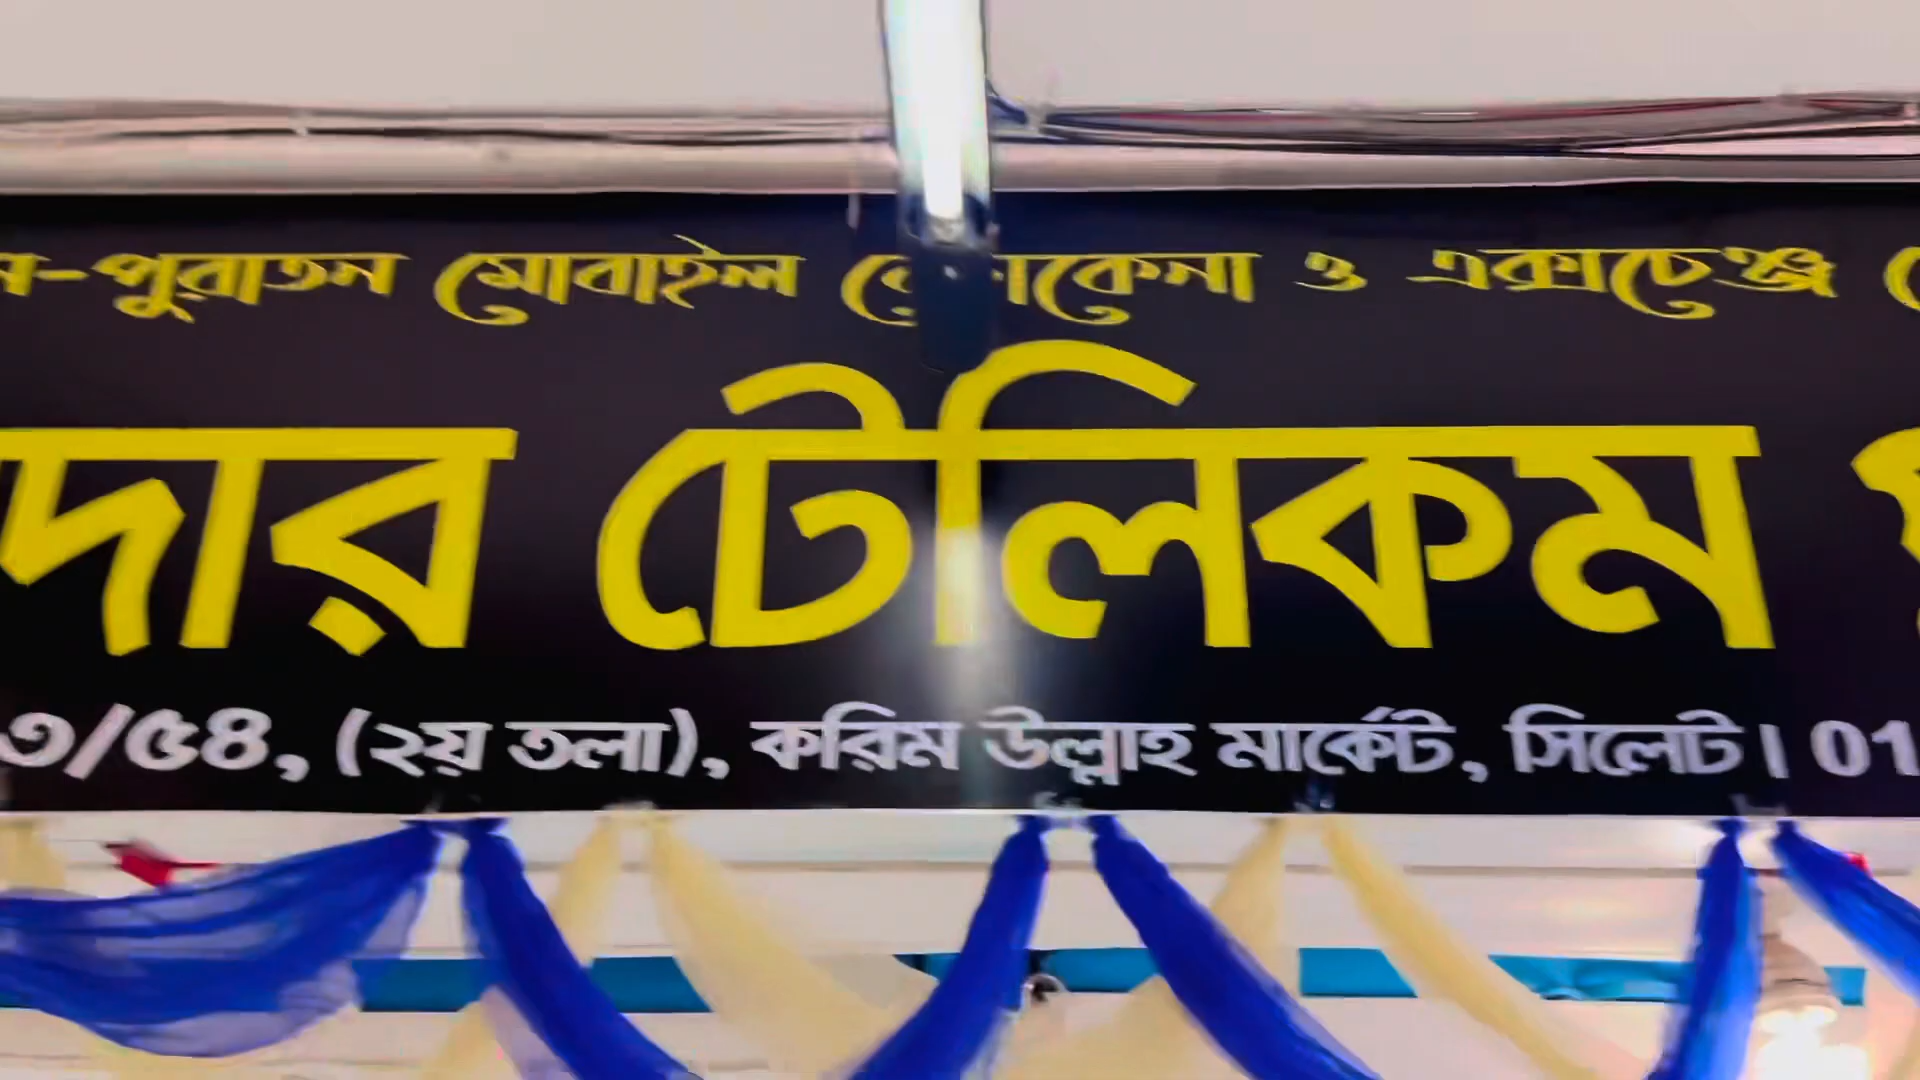 ন-পুরাতন মোবাইল কেনা ও এক্সচেঞ্জ
দার টেলিকম
৩/৫৪, (২য় তলা), করিম উল্লাহ মার্কেট, সিলেট। 01